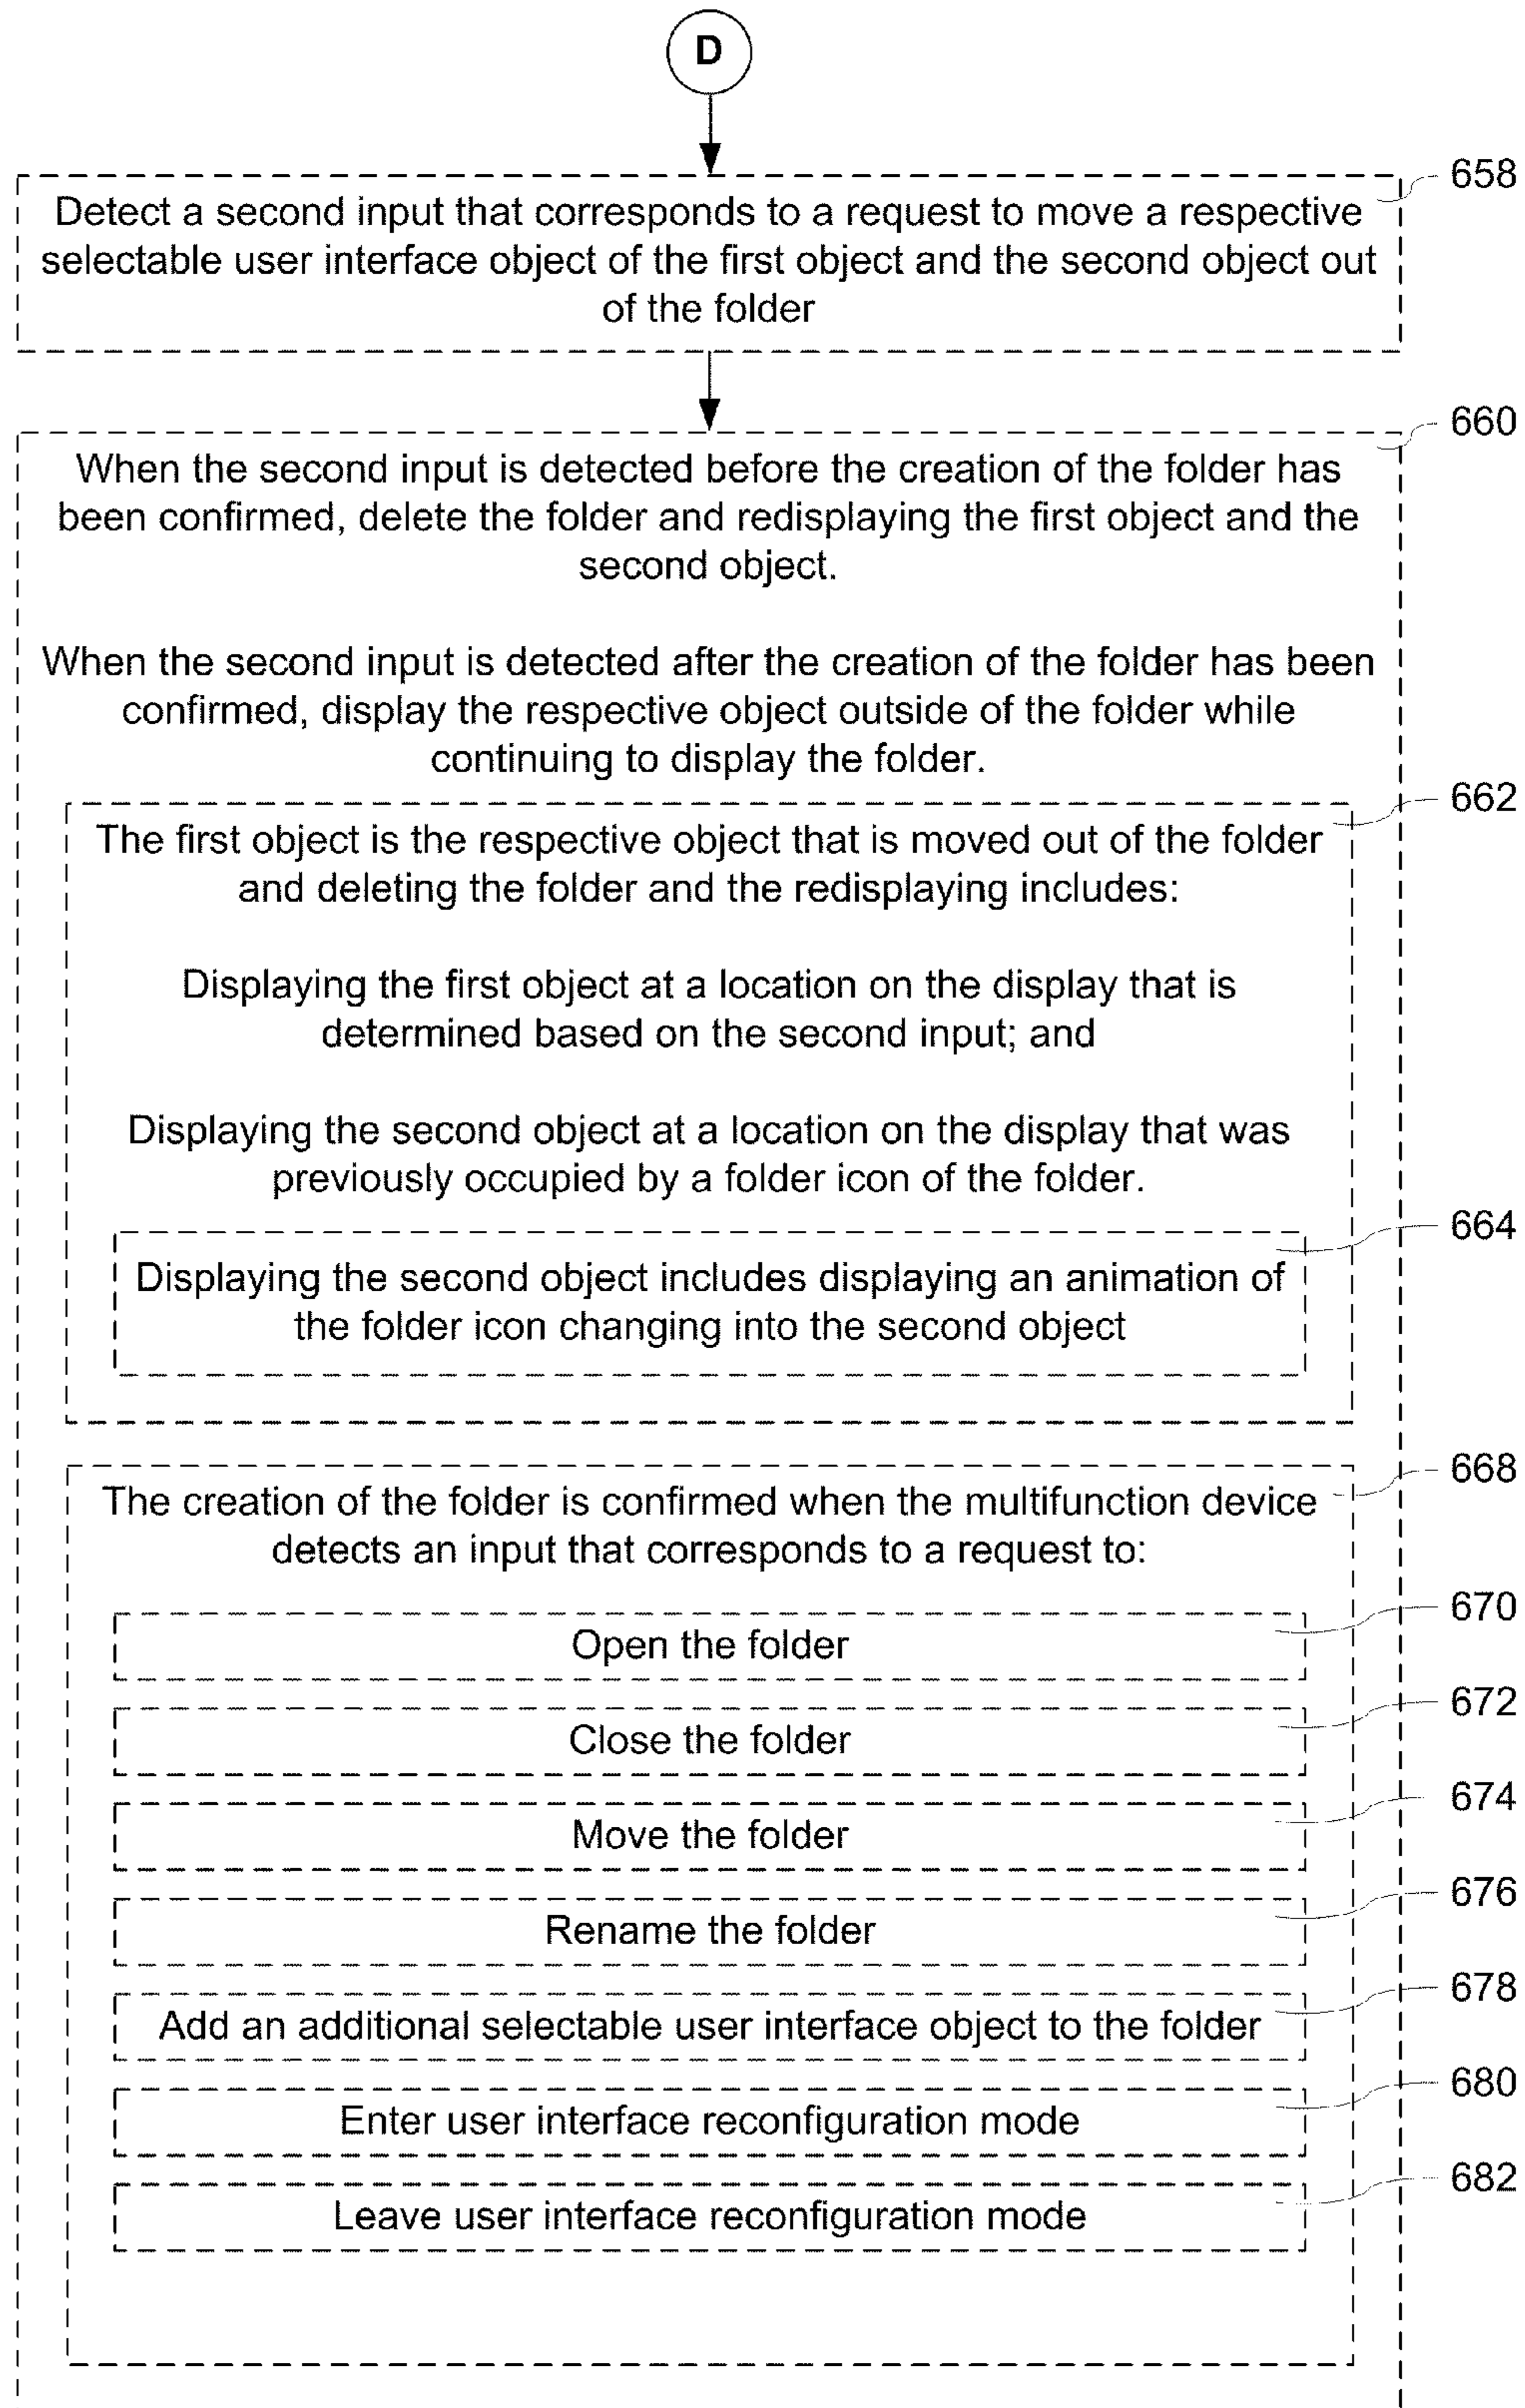 D
658
Detect a second input that corresponds to a request to move a respective
selectable user interface object of the first object and the second object out
of the folder
660
When the second input is detected before the creation of the folder has
been confirmed, delete the folder and redisplaying the first object and the
second object.
When the second input is detected after the creation of the folder has been
confirmed, display the respective object outside of the folder while
continuing to display the folder.
662
The first object is the respective object that is moved out of the folder
and deleting the folder and the redisplaying includes:
Displaying the first object at a location on the display that is
determined based on the second input; and
Displaying the second object at a location on the display that was
previously occupied by a folder icon of the folder.
664
Displaying the second object includes displaying an animation of
the folder icon changing into the second object
668
The creation of the folder is confirmed when the multifunction device
detects an input that corresponds to a request to:
670
Open the folder
672
Close the folder
674
Move the folder
676
Rename the folder
678
Add an additional selectable user interface object to the folder
680
Enter user interface reconfiguration mode
682
Leave user interface reconfiguration mode